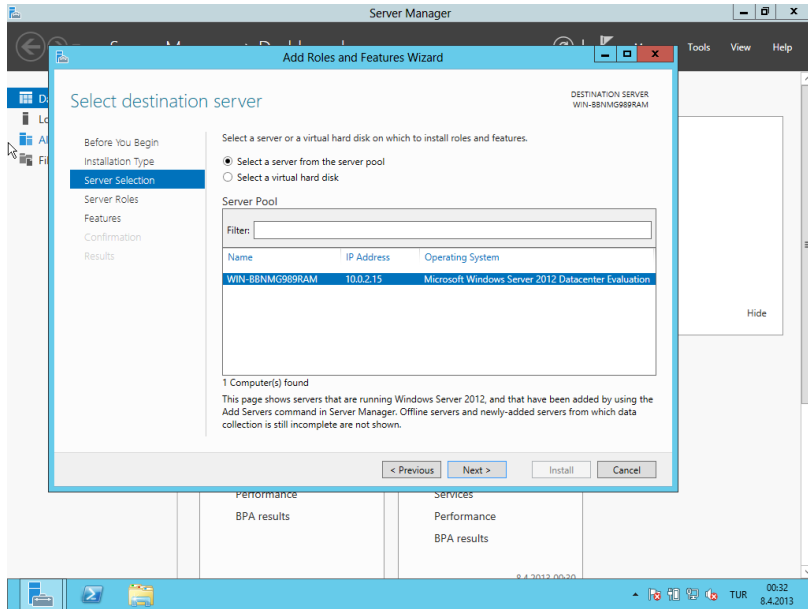 Server Manager
Tools View Help
Add Roles and Features Wizard
Select destination server
DESTINATION SERVER
WIN-BBNMG989RAM
Before You Begin
Installation Type
Server Selection
Server Roles
Features
Confirmation
Results
Select a server or a virtual hard disk on which to install roles and features.
Select a server from the server pool
Select a virtual hard disk
Server Pool
Filter:
Name IP Address Operating System
WIN-BBNMG989RAM 10.0.2.15 Microsoft Windows Server 2012 Datacenter Evaluation
1 Computer(s) found
This page shows servers that are running Windows Server 2012, and that have been added by using the
Add Servers command in Server Manager. Offline servers and newly-added servers from which data
collection is still incomplete are not shown.
< Previous Next > Install Cancel
Hide
Performance
BPA results
Services
Performance
BPA results
TUR
00:32
8.4.2013